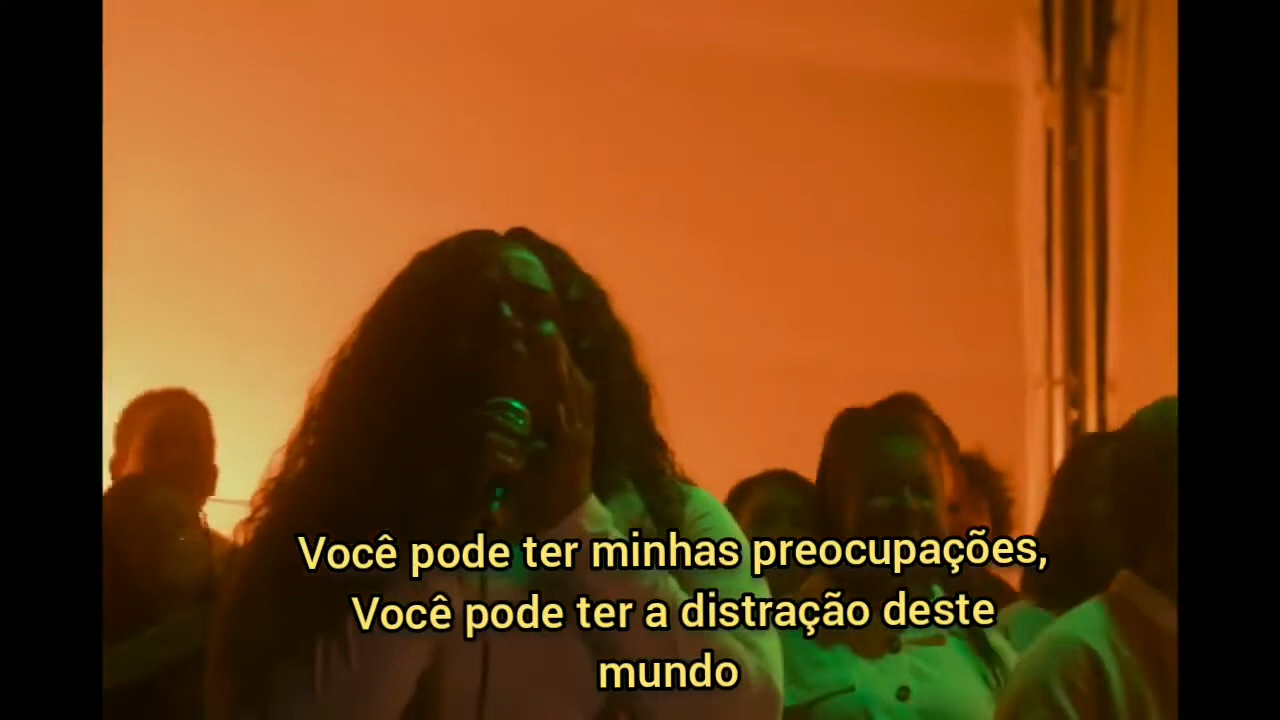 Você pode ter minhas preocupações,
Você pode ter a distração deste
mundo